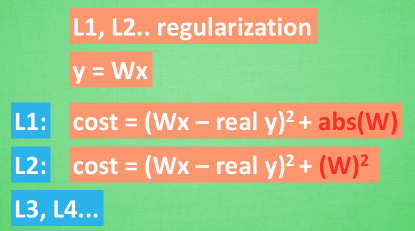 L1, L2.. regularization
y = Wx
L1: cost = (Wx – real y)² + abs(W)
L2: cost = (Wx – real y)² + (W)²
L3, L4...